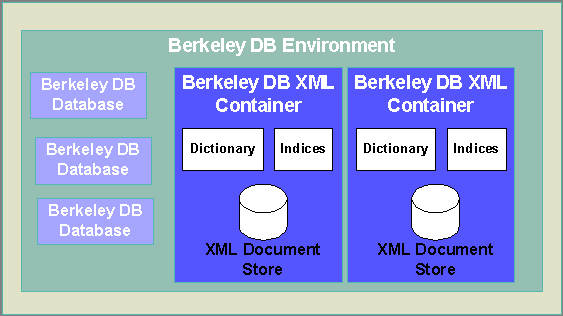 Berkeley DB Environment
Berkeley DB
Database
Berkeley DB
Database
Berkeley DB
Database
Berkeley DB XML
Container
Dictionary
Indices
XML Document
Store
Berkeley DB XML
Container
Dictionary
Indices
XML Document
Store